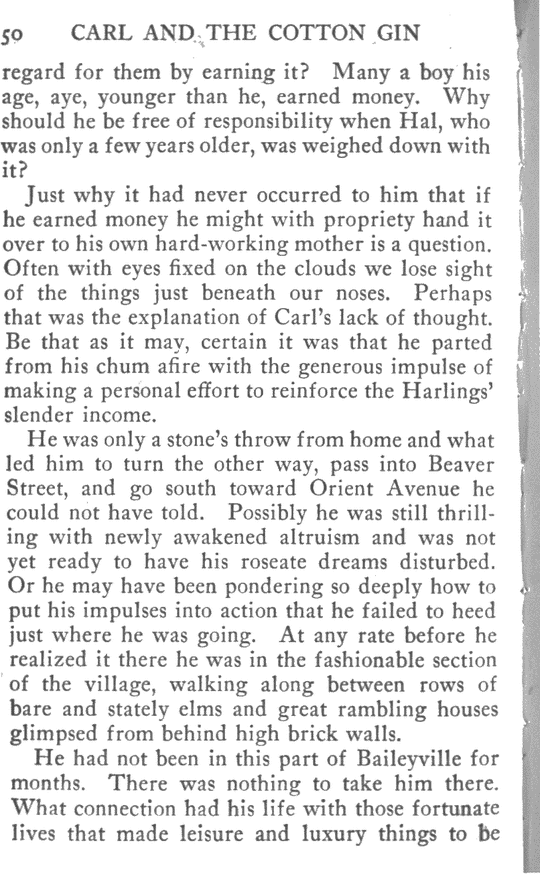 50 CARL AND THE COTTON GIN
regard for them by earning it? Many a boy his
age, aye, younger than he, earned money. Why
should he be free of responsibility when Hal, who
was only a few years older, was weighed down with
it?
Just why it had never occurred to him that if
he earned money he might with propriety hand it
over to his own hard-working mother is a question.
Often with eyes fixed on the clouds we lose sight
of the things just beneath our noses. Perhaps
that was the explanation of Carl's lack of thought.
Be that as it may, certain it was that he parted
from his chum afire with the generous impulse of
making a personal effort to reinforce the Harlings'
slender income.
He was only a stone's throw from home and what
led him to turn the other way, pass into Beaver
Street, and go south toward Orient Avenue he
could not have told. Possibly he was still thrill-
ing with newly awakened altruism and was not
yet ready to have his roseate dreams disturbed.
Or he may have been pondering so deeply how to
put his impulses into action that he failed to heed
just where he was going. At any rate before he
realized it there he was in the fashionable section
of the village, walking along between rows of
bare and stately elms and great rambling houses
glimpsed from behind high brick walls.
He had not been in this part of Baileyville for
months. There was nothing to take him there.
What connection had his life with those fortunate
lives that made leisure and luxury things to be